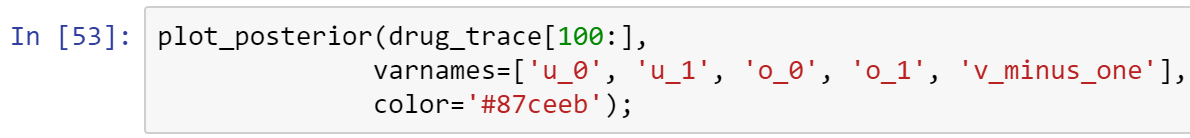 In [53]: plot_posterior(drug_trace[100:],
varnames=['u_0', 'u_1', 'o_0', 'o_1', 'v_minus_one'],
color='#87ceeb');